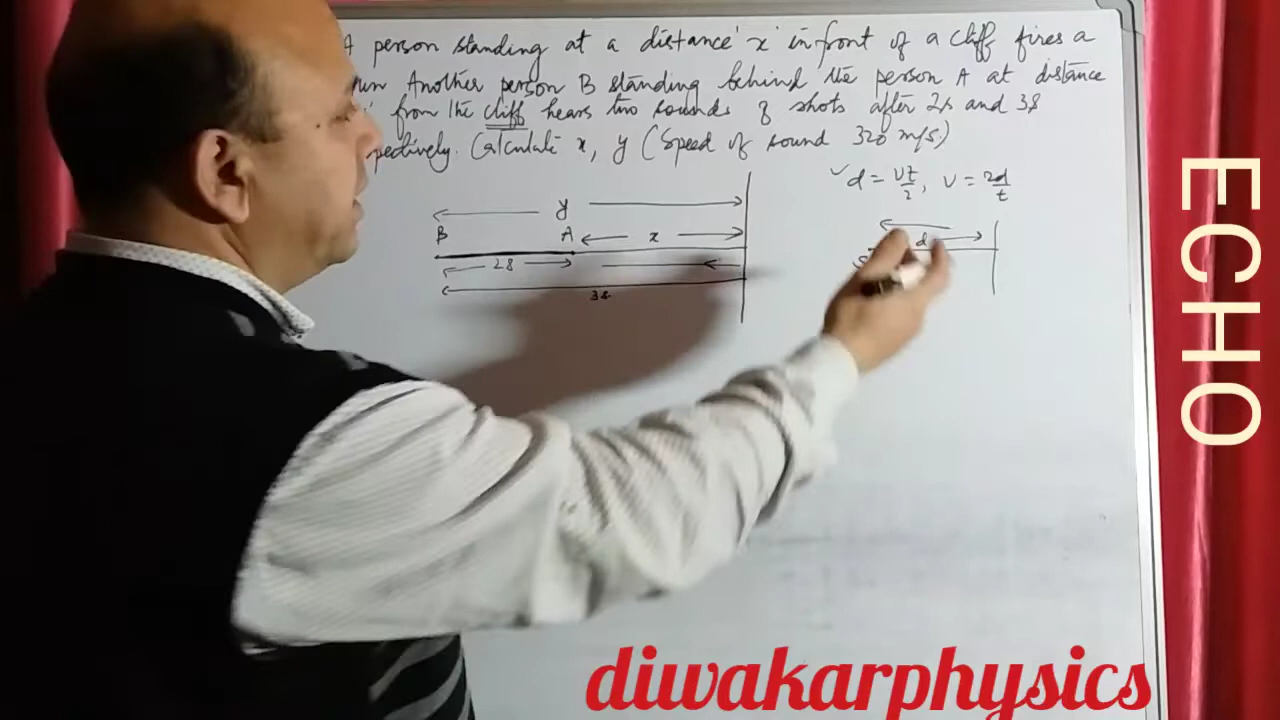 A person standing at a distance 'x' in front of a cliff fires a
Another person B standing behind the person A at distance
from the cliff hears two sounds of shots after 2s and 3s
pectively. Calculate x, y (Speed of sound 320 m/s)
d = vt/2, v = 2d/t
y
B A x
2s
3s
d
ECHO
diwakarphysics